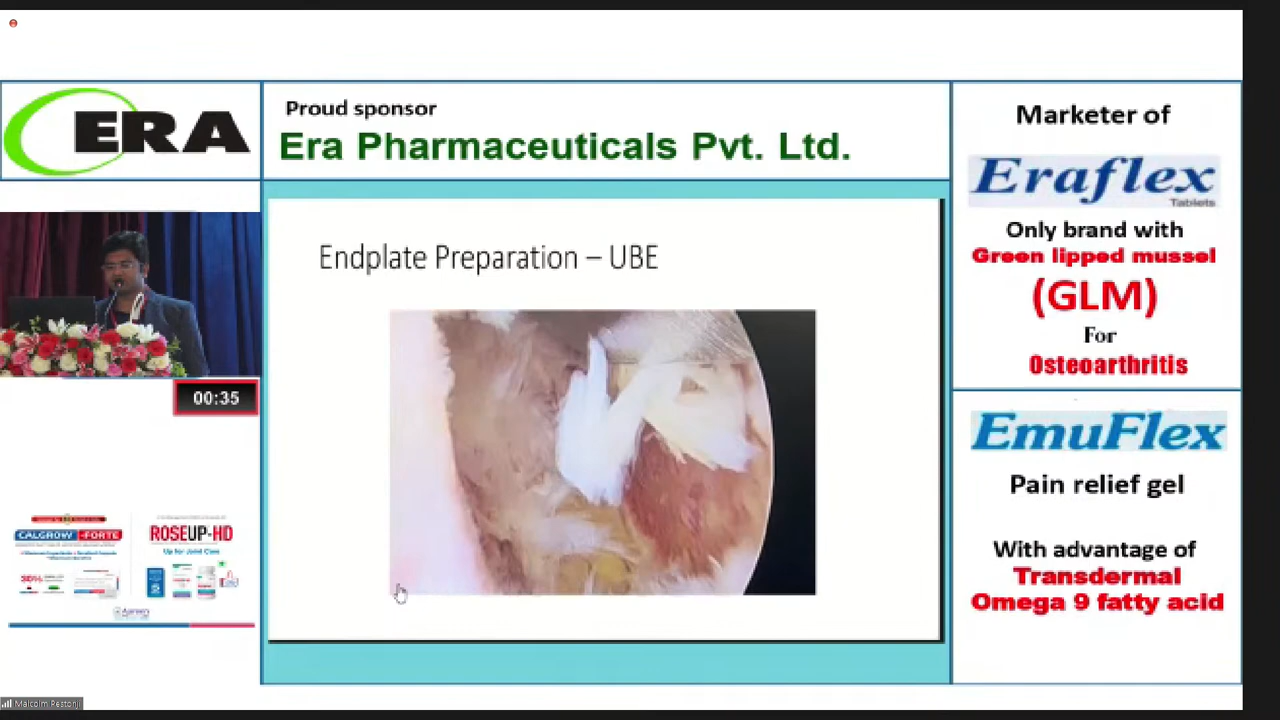 ERA
Proud sponsor
Era Pharmaceuticals Pvt. Ltd.
Endplate Preparation – UBE
00:35
CALGROW -FORTE
ROSEUP-HD
Up for Joint Care
Malcolm Pestonji
Marketer of
Eraflex
Tablets
Only brand with
Green lipped mussel
(GLM)
For
Osteoarthritis
EmuFlex
Pain relief gel
With advantage of
Transdermal
Omega 9 fatty acid